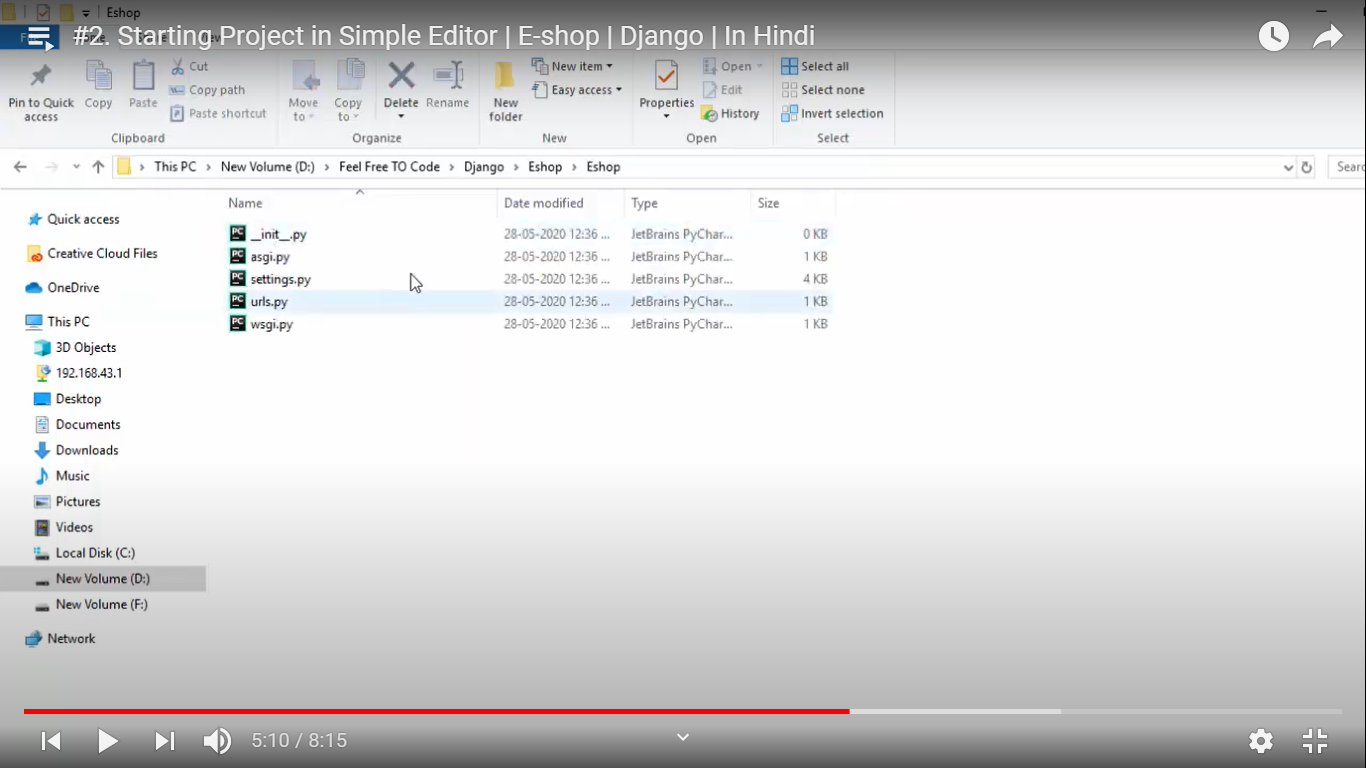 Eshop
#2. Starting Project in Simple Editor | E-shop | Django | In Hindi
Pin to Quick access
Copy
Paste
Cut
Copy path
Paste shortcut
Move to
Copy to
Delete
Rename
New folder
New item
Easy access
Properties
Open
Edit
History
Select all
Select none
Invert selection
Clipboard
Organize
New
Open
Select
This PC › New Volume (D:) › Feel Free TO Code › Django › Eshop › Eshop
Name Date modified Type Size
__init__.py 28-05-2020 12:36 ... JetBrains PyChar... 0 KB
asgi.py 28-05-2020 12:36 ... JetBrains PyChar... 1 KB
settings.py 28-05-2020 12:36 ... JetBrains PyChar... 4 KB
urls.py 28-05-2020 12:36 ... JetBrains PyChar... 1 KB
wsgi.py 28-05-2020 12:36 ... JetBrains PyChar... 1 KB
Quick access
Creative Cloud Files
OneDrive
This PC
3D Objects
192.168.43.1
Desktop
Documents
Downloads
Music
Pictures
Videos
Local Disk (C:)
New Volume (D:)
New Volume (F:)
Network
5:10 / 8:15